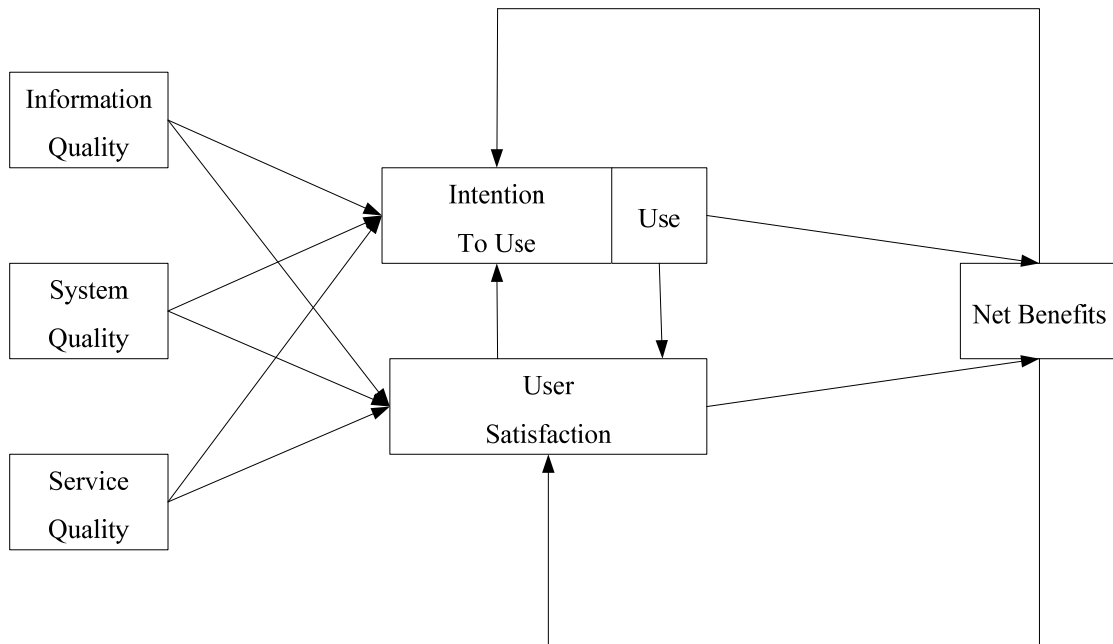 Information
Quality
System
Quality
Service
Quality
Intention
To Use
Use
User
Satisfaction
Net Benefits